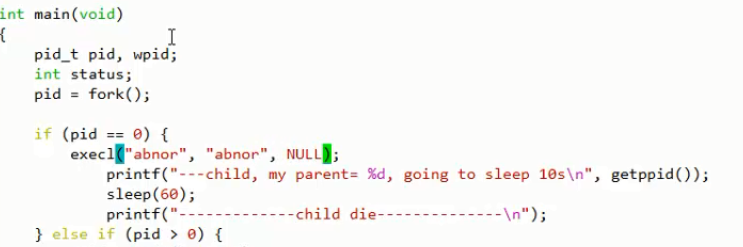 int main(void)
{
    pid_t pid, wpid;
    int status;
    pid = fork();
    if (pid == 0) {
        execl("abnor", "abnor", NULL);
            printf("---child, my parent= %d, going to sleep 10s\n", getppid());
            sleep(60);
            printf("-------------child die--------------\n");
    } else if (pid > 0) {